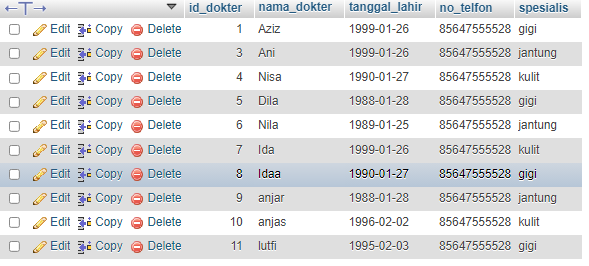 id_dokter nama_dokter tanggal_lahir no_telfon spesialis
Edit Copy Delete 1 Aziz 1999-01-26 85647555528 gigi
Edit Copy Delete 3 Ani 1999-01-26 85647555528 jantung
Edit Copy Delete 4 Nisa 1990-01-27 85647555528 kulit
Edit Copy Delete 5 Dila 1988-01-28 85647555528 gigi
Edit Copy Delete 6 Nila 1989-01-25 85647555528 jantung
Edit Copy Delete 7 Ida 1999-01-26 85647555528 kulit
Edit Copy Delete 8 Idaa 1990-01-27 85647555528 gigi
Edit Copy Delete 9 anjar 1988-01-28 85647555528 jantung
Edit Copy Delete 10 anjas 1996-02-02 85647555528 kulit
Edit Copy Delete 11 lutfi 1995-02-03 85647555528 gigi